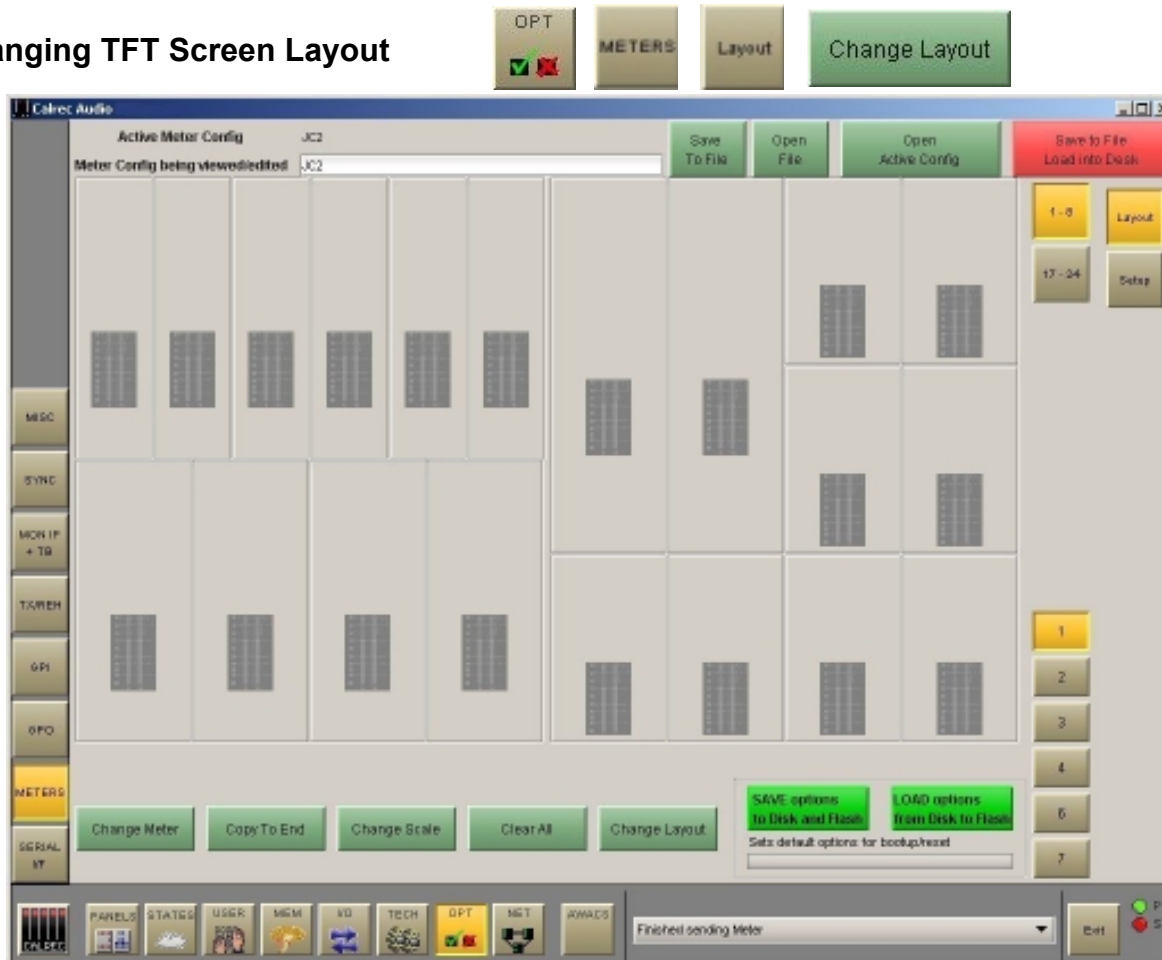 anging TFT Screen Layout
OPT
METERS
Layout
Change Layout
Calrec Audio
Active Meter Config JC2
Meter Config being viewed/edited JC2
Save
To File
Open
File
Open
Active Config
Save to File
Load into Desk
1 - 8
Layout
17 - 24
Setup
MISC
SYNC
MON IP
+ TB
TX/REH
GPI
GPO
METERS
SERIAL
I/F
1
2
3
4
6
7
Change Meter
Copy To End
Change Scale
Clear All
Change Layout
SAVE options
to Disk and Flash
LOAD options
from Disk to Flash
Sets default options for bootup/reset
CALREC
PANELS
STATES
USER
MEM
I/O
TECH
OPT
NET
AWACS
Finished sending Meter
Exit
P
S